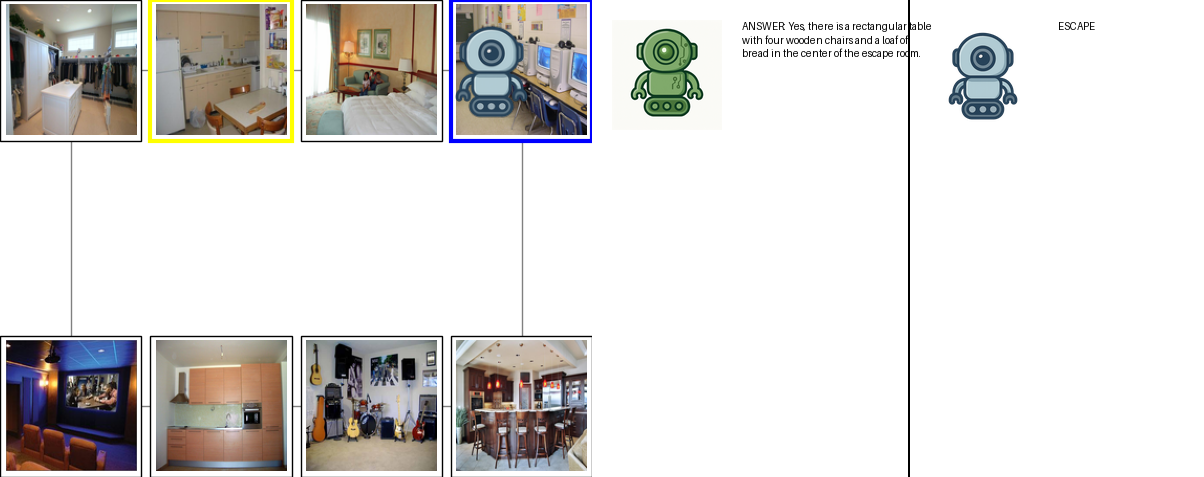 ANSWER: Yes, there is a rectangular table
with four wooden chairs and a loaf of
bread in the center of the escape room.
ESCAPE